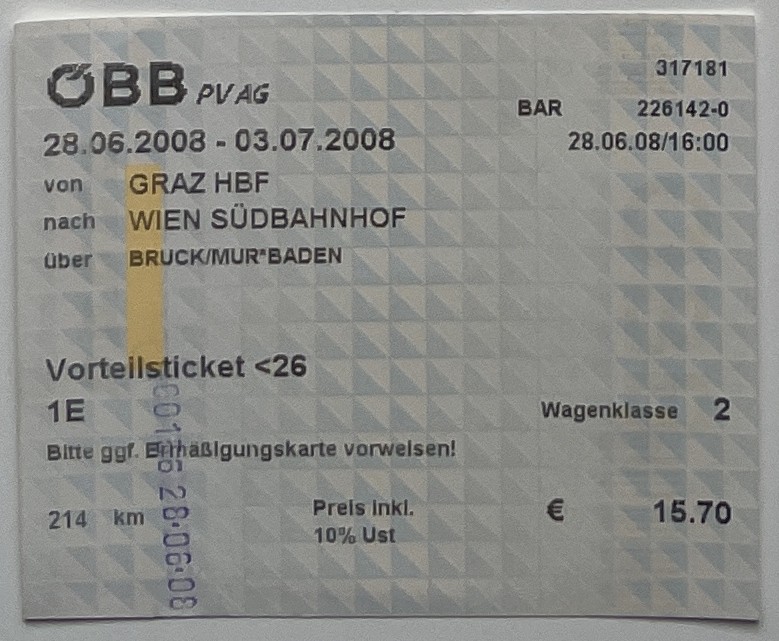 ÖBB PV AG
317181
BAR 226142-0
28.06.2008 - 03.07.2008
28.06.08/16:00
von GRAZ HBF
nach WIEN SÜDBAHNHOF
über BRUCK/MUR*BADEN
Vorteilsticket <26
1E
Wagenklasse 2
Bitte ggf. Ermäßigungskarte vorweisen!
214 km
Preis inkl.
10% Ust
€ 15.70
28·06·08